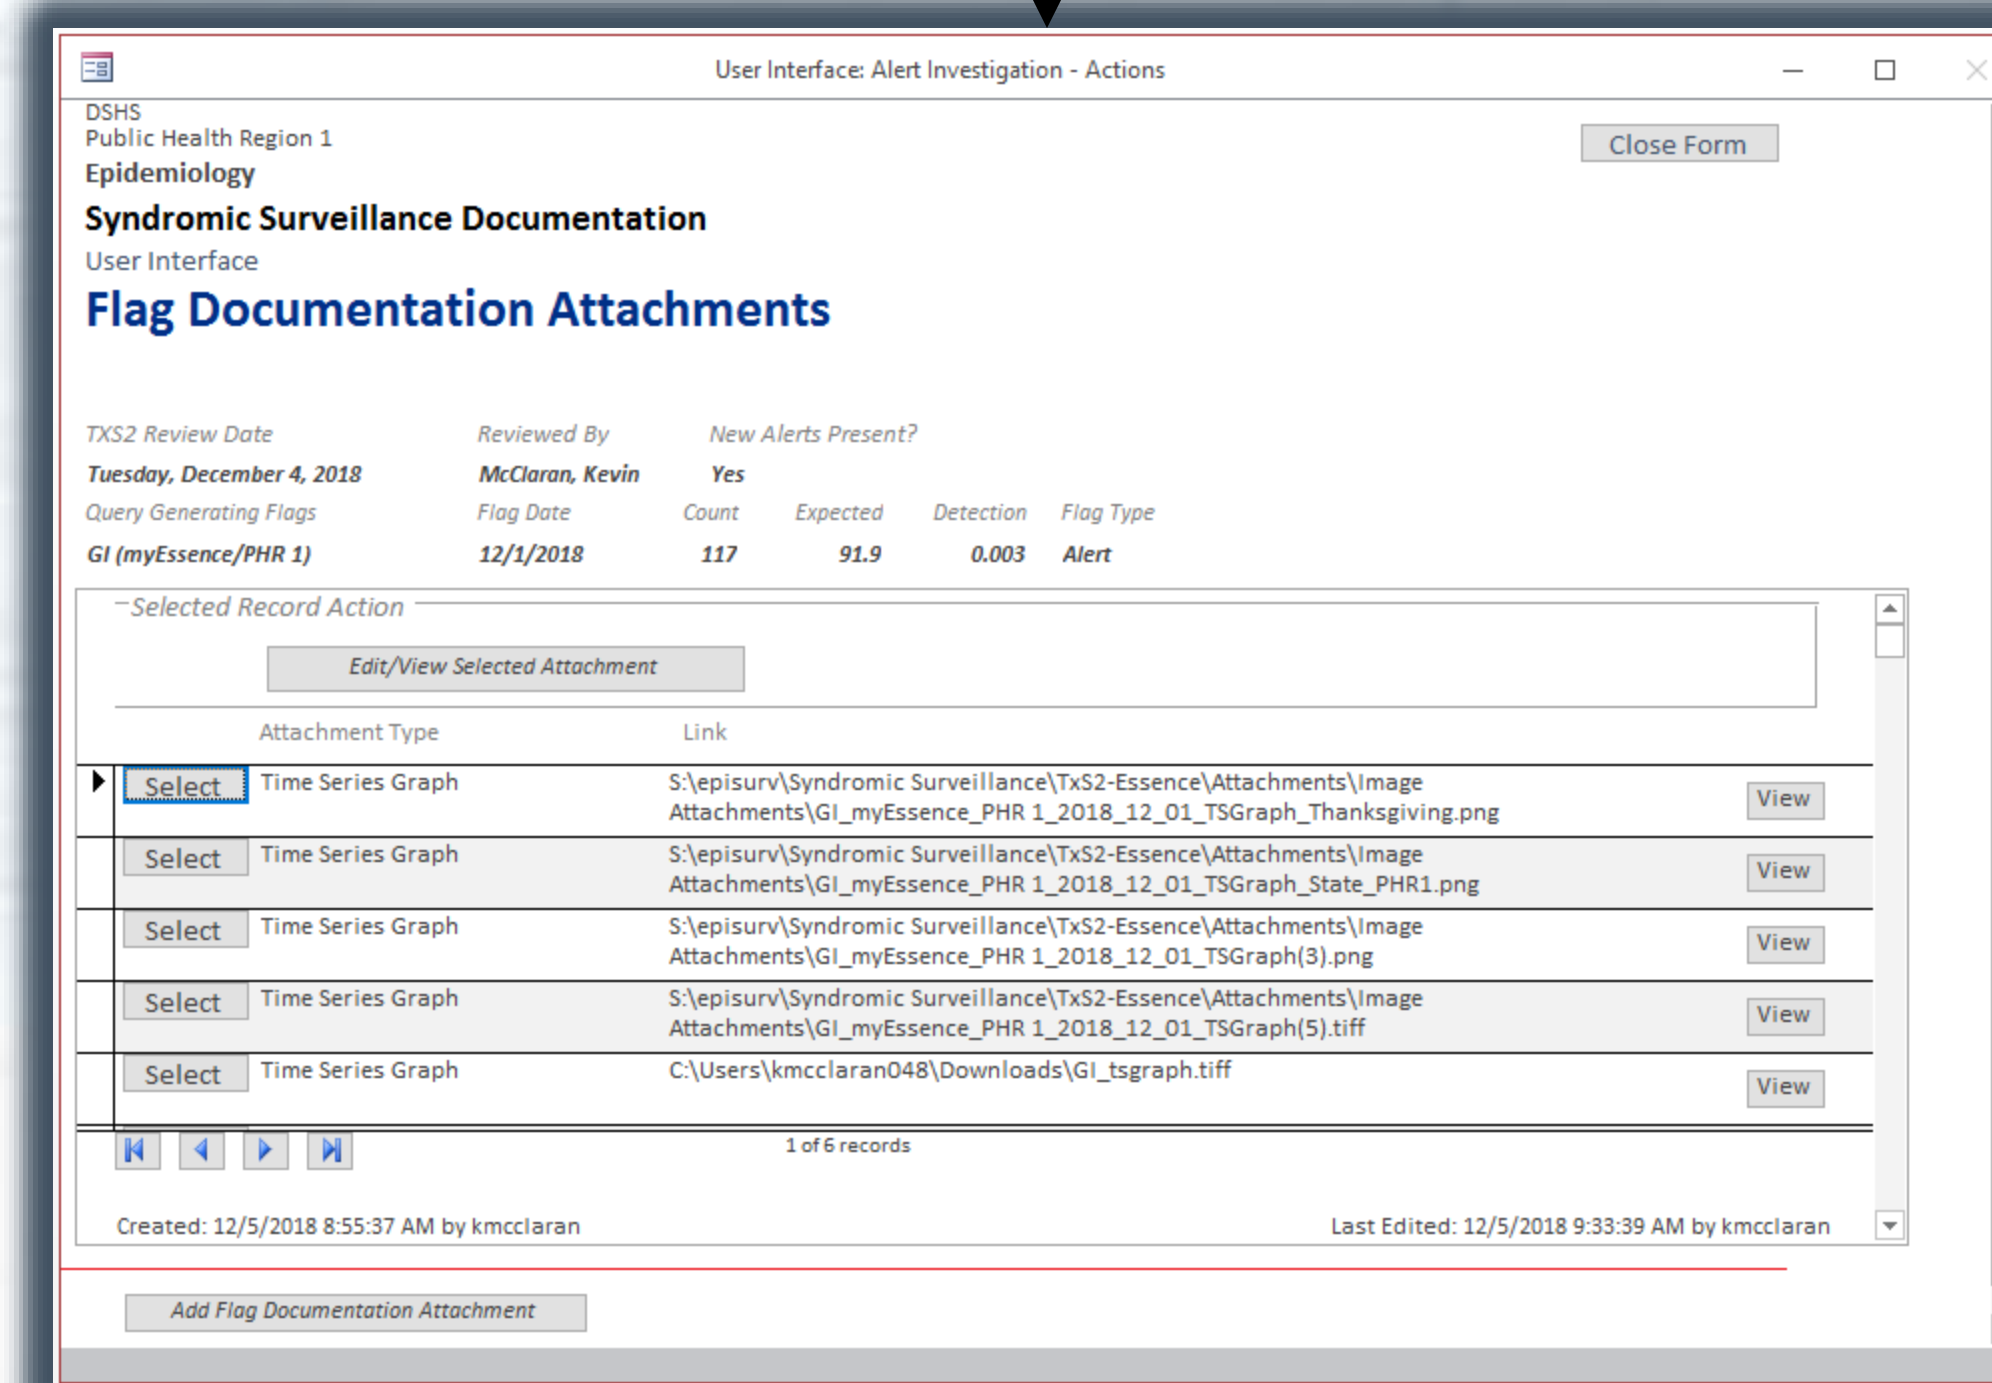 User Interface: Alert Investigation - Actions
DSHS
Public Health Region 1
Close Form
Epidemiology
Syndromic Surveillance Documentation
User Interface
Flag Documentation Attachments
TXS2 Review Date Reviewed By New Alerts Present?
Tuesday, December 4, 2018 McClaran, Kevin Yes
Query Generating Flags Flag Date Count Expected Detection Flag Type
GI (myEssence/PHR 1) 12/1/2018 117 91.9 0.003 Alert
Selected Record Action
Edit/View Selected Attachment
Attachment Type Link
Select Time Series Graph S:\episurv\Syndromic Surveillance\TxS2-Essence\Attachments\Image
Attachments\GI_myEssence_PHR 1_2018_12_01_TSGraph_Thanksgiving.png View
Select Time Series Graph S:\episurv\Syndromic Surveillance\TxS2-Essence\Attachments\Image
Attachments\GI_myEssence_PHR 1_2018_12_01_TSGraph_State_PHR1.png View
Select Time Series Graph S:\episurv\Syndromic Surveillance\TxS2-Essence\Attachments\Image
Attachments\GI_myEssence_PHR 1_2018_12_01_TSGraph(3).png View
Select Time Series Graph S:\episurv\Syndromic Surveillance\TxS2-Essence\Attachments\Image
Attachments\GI_myEssence_PHR 1_2018_12_01_TSGraph(5).tiff View
Select Time Series Graph C:\Users\kmcclaran048\Downloads\GI_tsgraph.tiff View
1 of 6 records
Created: 12/5/2018 8:55:37 AM by kmcclaran Last Edited: 12/5/2018 9:33:39 AM by kmcclaran
Add Flag Documentation Attachment